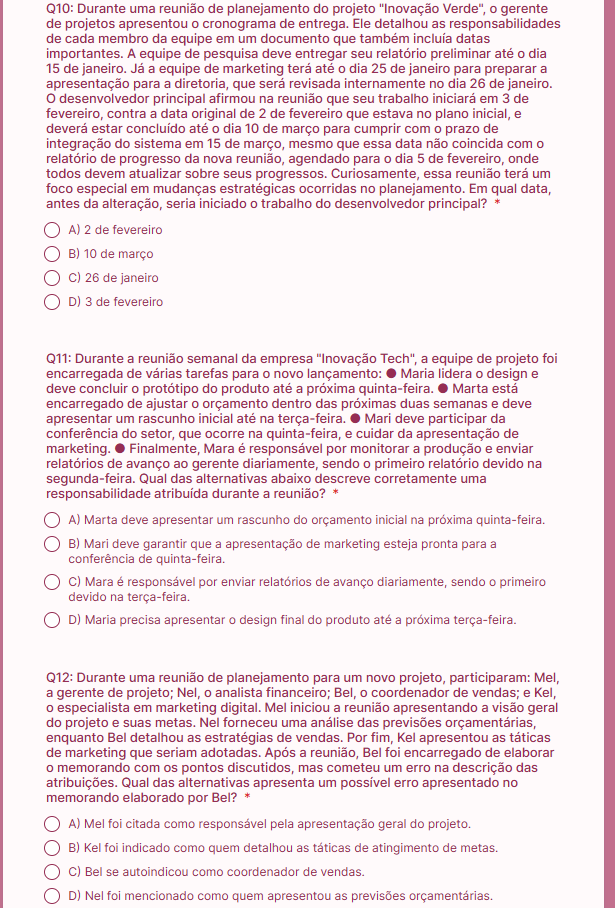 Q10: Durante uma reunião de planejamento do projeto "Inovação Verde", o gerente
de projetos apresentou o cronograma de entrega. Ele detalhou as responsabilidades
de cada membro da equipe em um documento que também incluía datas
importantes. A equipe de pesquisa deve entregar seu relatório preliminar até o dia
15 de janeiro. Já a equipe de marketing terá até o dia 25 de janeiro para preparar a
apresentação para a diretoria, que será revisada internamente no dia 26 de janeiro.
O desenvolvedor principal afirmou na reunião que seu trabalho iniciará em 3 de
fevereiro, contra a data original de 2 de fevereiro que estava no plano inicial, e
deverá estar concluído até o dia 10 de março para cumprir com o prazo de
integração do sistema em 15 de março, mesmo que essa data não coincida com o
relatório de progresso da nova reunião, agendado para o dia 5 de fevereiro, onde
todos devem atualizar sobre seus progressos. Curiosamente, essa reunião terá um
foco especial em mudanças estratégicas ocorridas no planejamento. Em qual data,
antes da alteração, seria iniciado o trabalho do desenvolvedor principal? *
A) 2 de fevereiro
B) 10 de março
C) 26 de janeiro
D) 3 de fevereiro
Q11: Durante a reunião semanal da empresa "Inovação Tech", a equipe de projeto foi
encarregada de várias tarefas para o novo lançamento: ● Maria lidera o design e
deve concluir o protótipo do produto até a próxima quinta-feira. ● Marta está
encarregado de ajustar o orçamento dentro das próximas duas semanas e deve
apresentar um rascunho inicial até na terça-feira. ● Mari deve participar da
conferência do setor, que ocorre na quinta-feira, e cuidar da apresentação de
marketing. ● Finalmente, Mara é responsável por monitorar a produção e enviar
relatórios de avanço ao gerente diariamente, sendo o primeiro relatório devido na
segunda-feira. Qual das alternativas abaixo descreve corretamente uma
responsabilidade atribuída durante a reunião? *
A) Marta deve apresentar um rascunho do orçamento inicial na próxima quinta-feira.
B) Mari deve garantir que a apresentação de marketing esteja pronta para a
conferência de quinta-feira.
C) Mara é responsável por enviar relatórios de avanço diariamente, sendo o primeiro
devido na terça-feira.
D) Maria precisa apresentar o design final do produto até a próxima terça-feira.
Q12: Durante uma reunião de planejamento para um novo projeto, participaram: Mel,
a gerente de projeto; Nel, o analista financeiro; Bel, o coordenador de vendas; e Kel,
o especialista em marketing digital. Mel iniciou a reunião apresentando a visão geral
do projeto e suas metas. Nel forneceu uma análise das previsões orçamentárias,
enquanto Bel detalhou as estratégias de vendas. Por fim, Kel apresentou as táticas
de marketing que seriam adotadas. Após a reunião, Bel foi encarregado de elaborar
o memorando com os pontos discutidos, mas cometeu um erro na descrição das
atribuições. Qual das alternativas apresenta um possível erro apresentado no
memorando elaborado por Bel? *
A) Mel foi citada como responsável pela apresentação geral do projeto.
B) Kel foi indicado como quem detalhou as táticas de atingimento de metas.
C) Bel se autoindicou como coordenador de vendas.
D) Nel foi mencionado como quem apresentou as previsões orçamentárias.